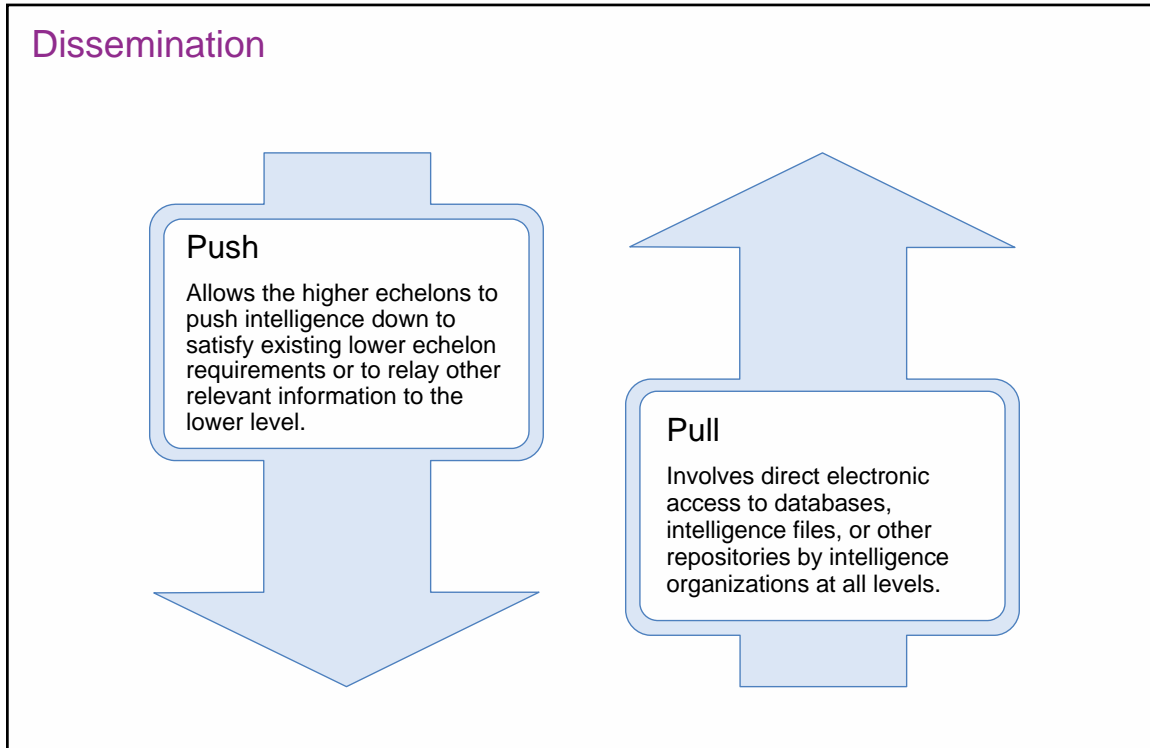 Dissemination
Push
Allows the higher echelons to
push intelligence down to
satisfy existing lower echelon
requirements or to relay other
relevant information to the
lower level.
Pull
Involves direct electronic
access to databases,
intelligence files, or other
repositories by intelligence
organizations at all levels.